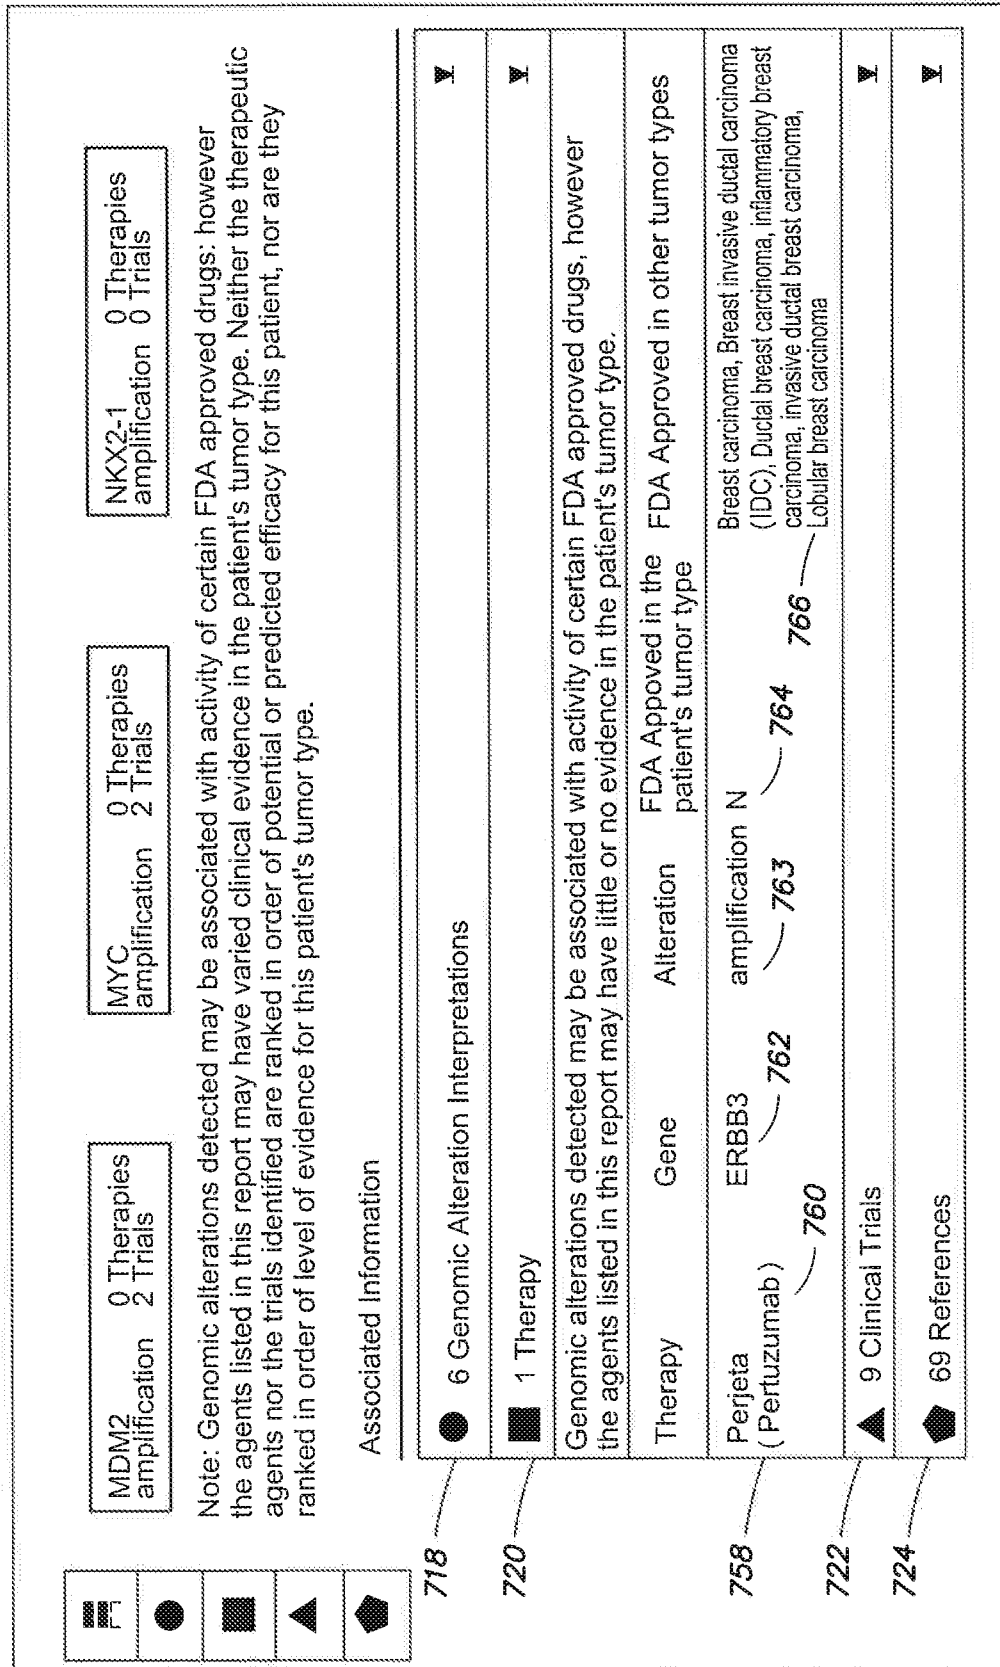 MDM2 0 Therapies
amplification 2 Trials
MYC 0 Therapies
amplification 2 Trials
NKX2-1 0 Therapies
amplification 0 Trials
Note: Genomic alterations detected may be associated with activity of certain FDA approved drugs: however
the agents listed in this report may have varied clinical evidence in the patient's tumor type. Neither the therapeutic
agents nor the trials identified are ranked in order of potential or predicted efficacy for this patient, nor are they
ranked in order of level of evidence for this patient's tumor type.
Associated Information
718
6 Genomic Alteration Interpretations
720
1 Therapy
Genomic alterations detected may be associated with activity of certain FDA approved drugs, however
the agents listed in this report may have little or no evidence in the patient's tumor type.
Therapy Gene Alteration FDA Appoved in the FDA Approved in other tumor types
patient's tumor type
758
Perjeta ERBB3 amplification N Breast carcinoma, Breast invasive ductal carcinoma
( Pertuzumab ) (IDC), Ductal breast carcinoma, inflammatory breast
carcinoma, invasive ductal breast carcinoma,
Lobular breast carcinoma
760 762 763 764 766
722
9 Clinical Trials
724
69 References